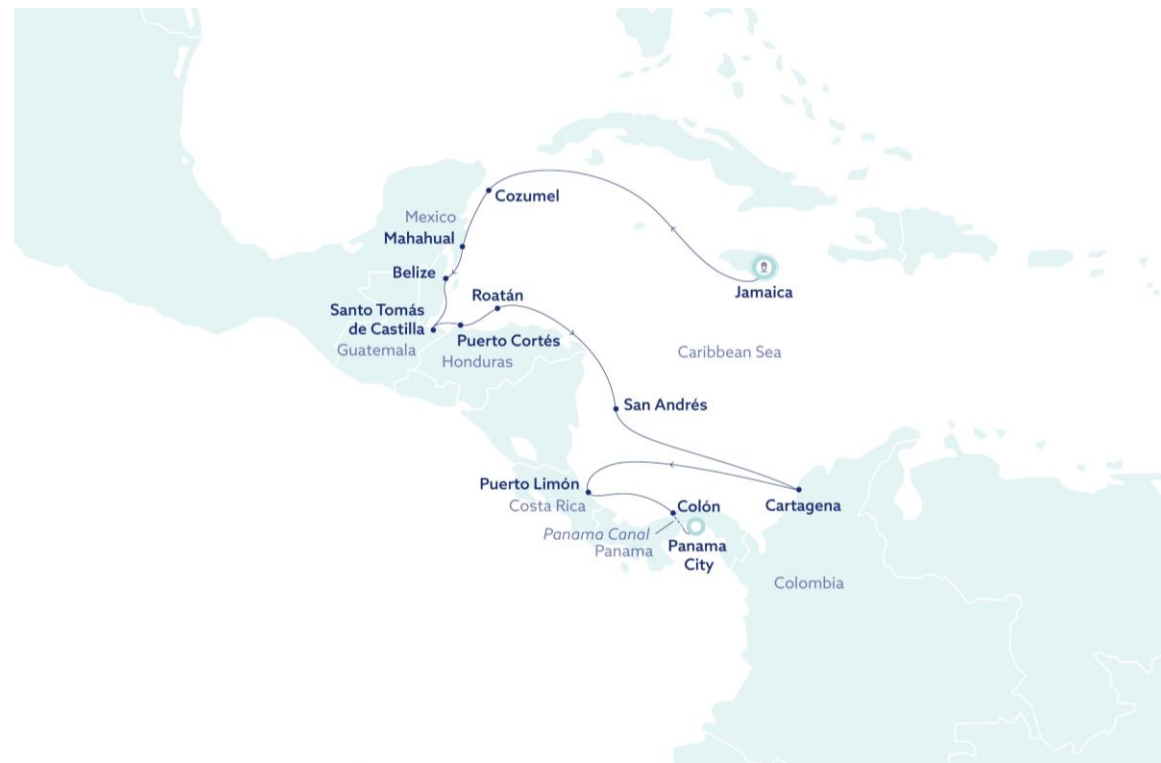 Cozumel
Mexico
Mahahual
Belize
Jamaica
Roatán
Santo Tomás
de Castilla
Puerto Cortés
Guatemala
Honduras
Caribbean Sea
San Andrés
Puerto Limón
Costa Rica
Colón
Cartagena
Panama Canal
Panama
Panama
City
Colombia